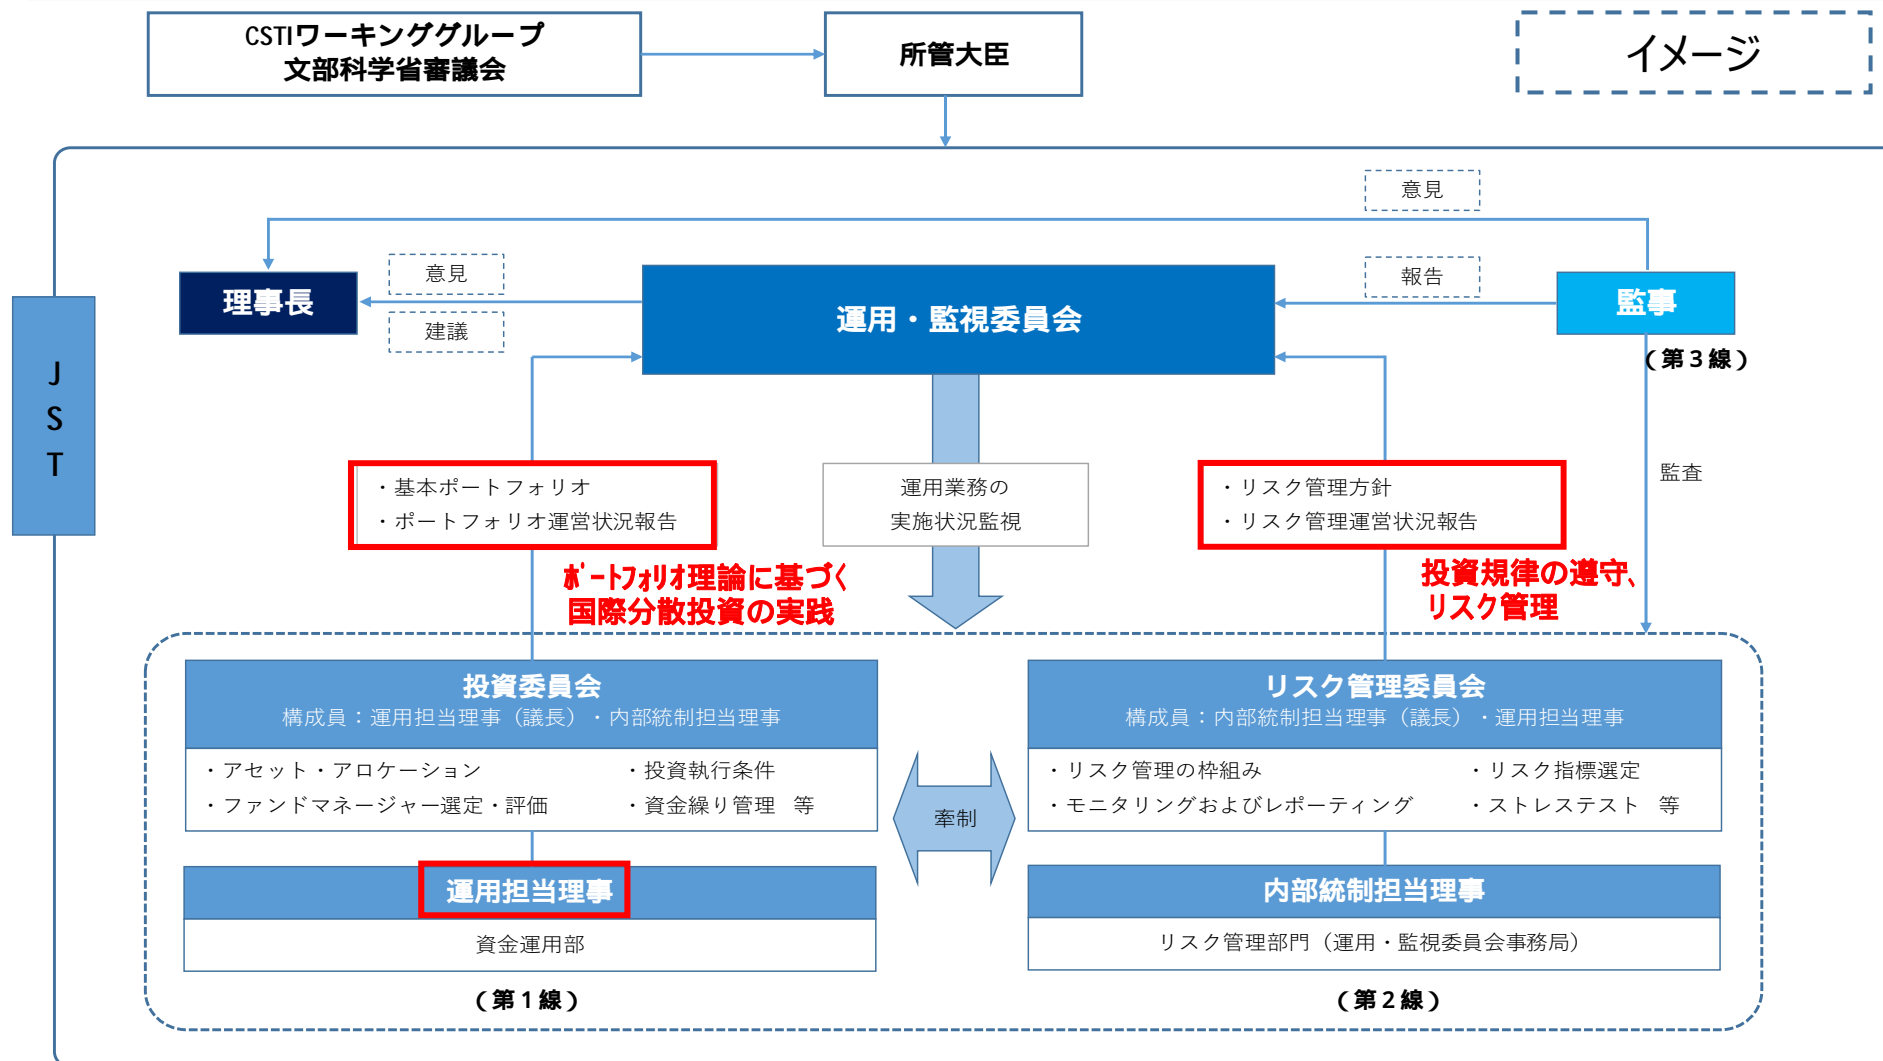 CSTIワーキンググループ
文部科学省審議会
所管大臣
イメージ
意見
意見
報告
理事長
運用・監視委員会
監事
建議
（第３線）
J
S
T
・基本ポートフォリオ
・ポートフォリオ運営状況報告
運用業務の
実施状況監視
・リスク管理方針
・リスク管理運営状況報告
監査
ﾎﾟｰﾄﾌｫﾘｵ理論に基づく
国際分散投資の実践
投資規律の遵守、
リスク管理
投資委員会
構成員：運用担当理事（議長）・内部統制担当理事
・アセット・アロケーション
・投資執行条件
・ファンドマネージャー選定・評価
・資金繰り管理　等
牽制
リスク管理委員会
構成員：内部統制担当理事（議長）・運用担当理事
・リスク管理の枠組み
・リスク指標選定
・モニタリングおよびレポーティング
・ストレステスト　等
運用担当理事
資金運用部
（第１線）
内部統制担当理事
リスク管理部門（運用・監視委員会事務局）
（第２線）